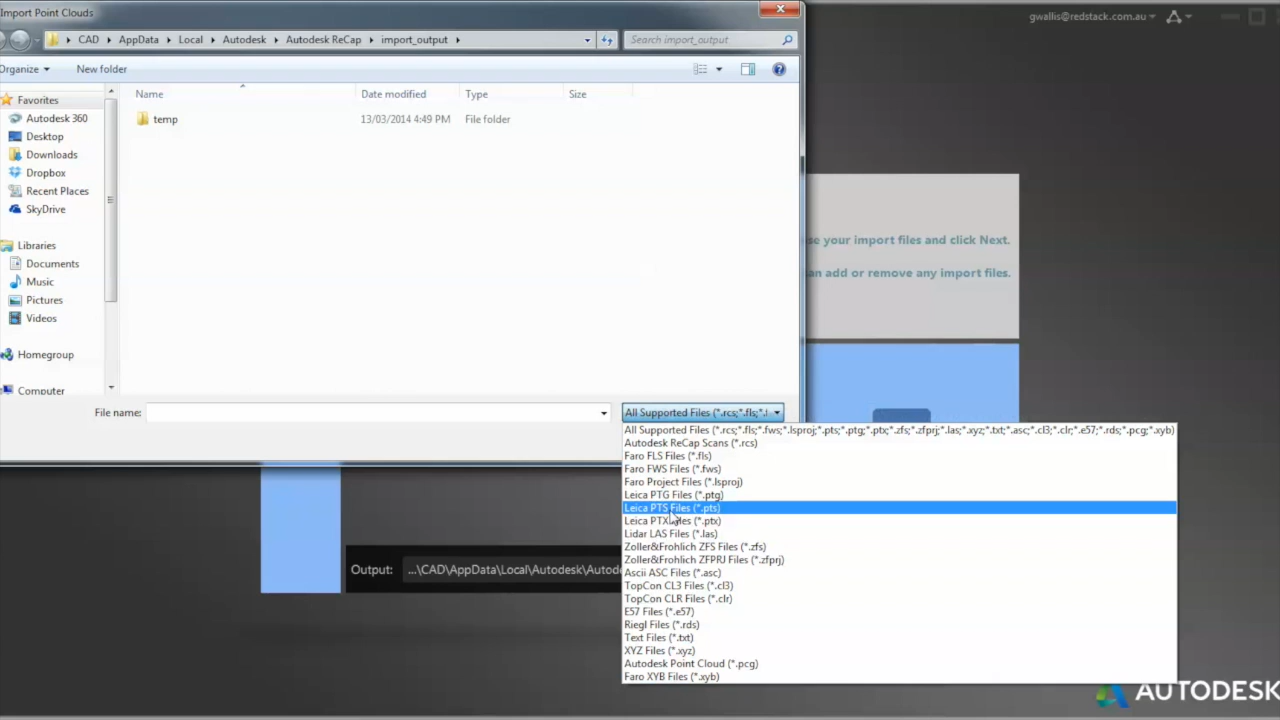 Import Point Clouds
gwallis@redstack.com.au
CAD
AppData
Local
Autodesk
Autodesk ReCap
import_output
Search import_output
Organize
New folder
Name
Date modified
Type
Size
Favorites
Autodesk 360
Desktop
Downloads
Dropbox
Recent Places
SkyDrive
Libraries
Documents
Music
Pictures
Videos
Homegroup
Computer
temp
13/03/2014 4:49 PM
File folder
se your import files and click Next.
an add or remove any import files.
File name:
All Supported Files (*.rcs;*.fls;*.l
All Supported Files (*.rcs;*.fls;*.fws;*.lsproj;*.pts;*.ptg;*.ptx;*.zfs;*.zfprj;*.las;*.xyz;*.txt;*.asc;*.cl3;*.clr;*.e57;*.rds;*.pcg;*.xyb)
Autodesk ReCap Scans (*.rcs)
Faro FLS Files (*.fls)
Faro FWS Files (*.fws)
Faro Project Files (*.lsproj)
Leica PTG Files (*.ptg)
Leica PTS Files (*.pts)
Leica PTX Files (*.ptx)
Lidar LAS Files (*.las)
Zoller&Frohlich ZFS Files (*.zfs)
Zoller&Frohlich ZFPRJ Files (*.zfprj)
Ascii ASC Files (*.asc)
TopCon CL3 Files (*.cl3)
TopCon CLR Files (*.clr)
E57 Files (*.e57)
Riegl Files (*.rds)
Text Files (*.txt)
XYZ Files (*.xyz)
Autodesk Point Cloud (*.pcg)
Faro XYB Files (*.xyb)
Output:
...\CAD\AppData\Local\Autodesk\Autod
AUTODESK